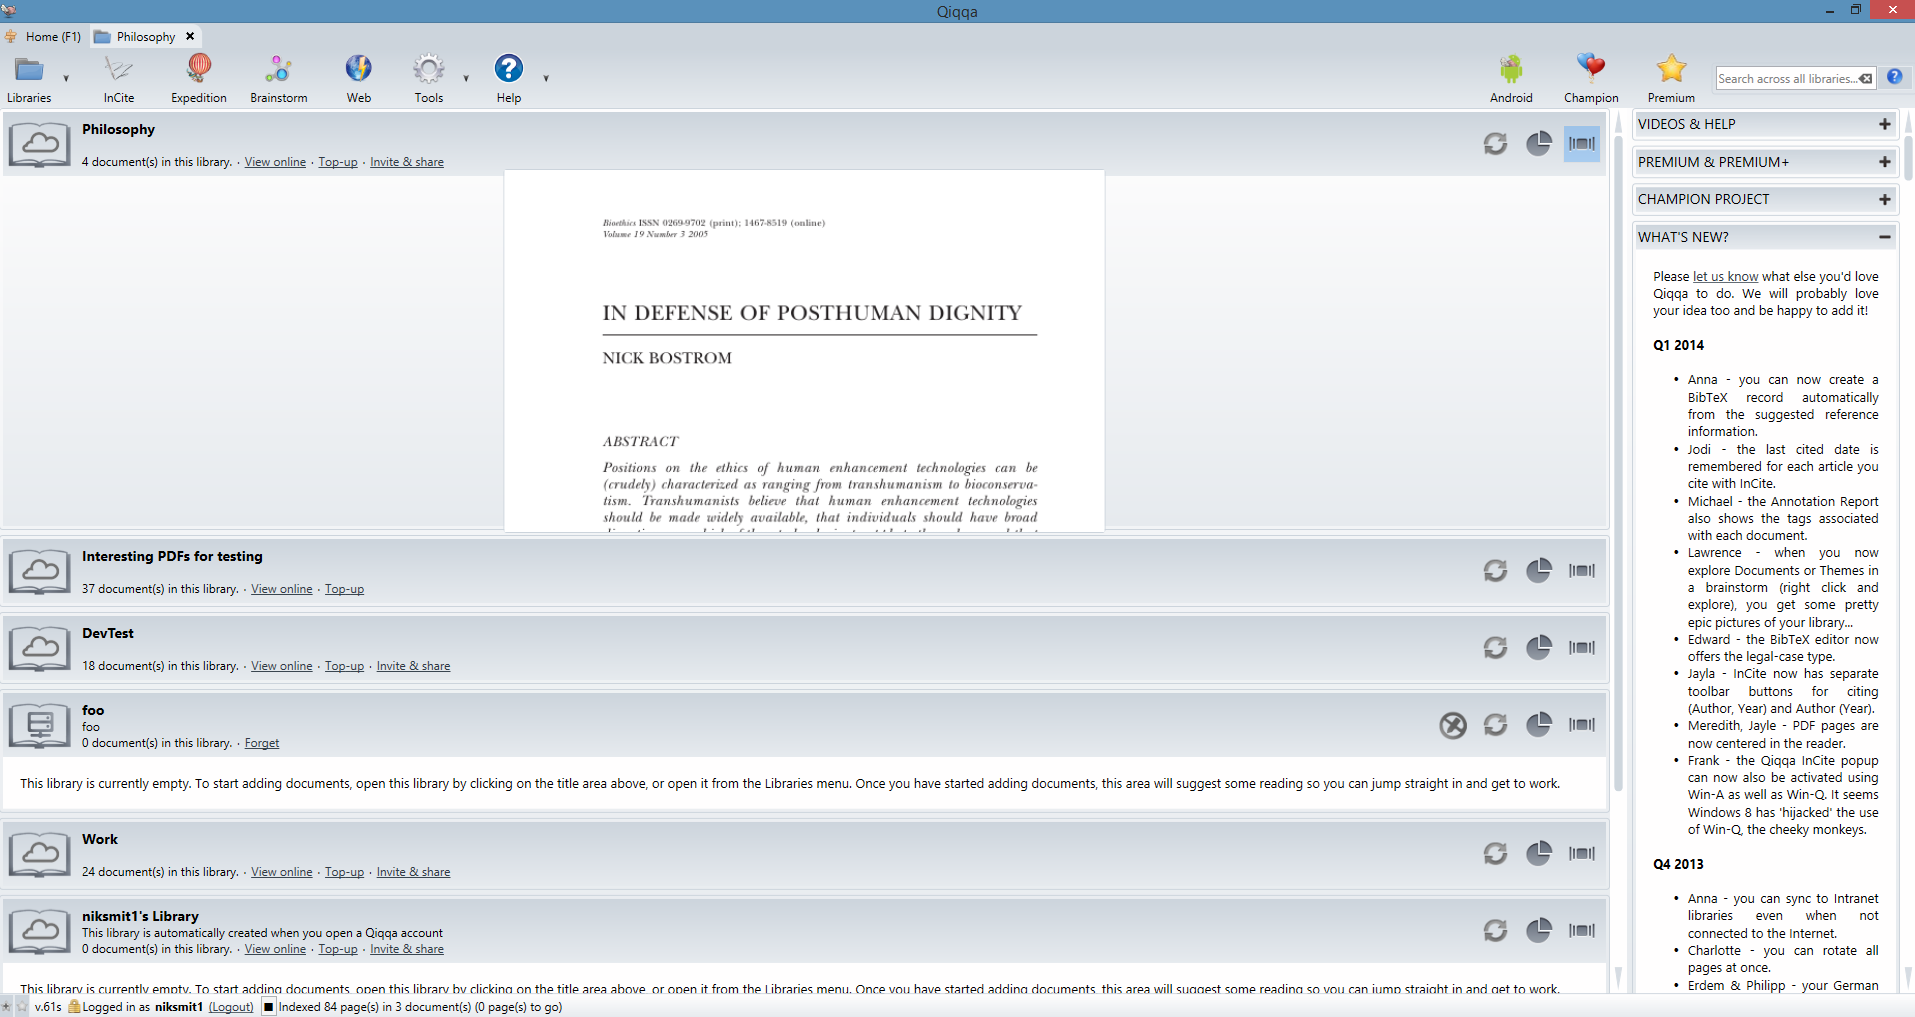 Qiqqa
Home (F1)
Philosophy
Libraries
InCite
Expedition
Brainstorm
Web
Tools
Help
Android
Champion
Premium
Search across all libraries...
Philosophy
4 document(s) in this library. · View online · Top-up · Invite & share
Bioethics ISSN 0269-9702 (print); 1467-8519 (online)
Volume 19 Number 3 2005
IN DEFENSE OF POSTHUMAN DIGNITY
NICK BOSTROM
ABSTRACT
Positions on the ethics of human enhancement technologies can be
(crudely) characterized as ranging from transhumanism to bioconserva-
tism. Transhumanists believe that human enhancement technologies
should be made widely available, that individuals should have broad
Interesting PDFs for testing
37 document(s) in this library. · View online · Top-up
DevTest
18 document(s) in this library. · View online · Top-up · Invite & share
foo
foo
0 document(s) in this library. · Forget
This library is currently empty. To start adding documents, open this library by clicking on the title area above, or open it from the Libraries menu. Once you have started adding documents, this area will suggest some reading so you can jump straight in and get to work.
Work
24 document(s) in this library. · View online · Top-up · Invite & share
niksmit1's Library
This library is automatically created when you open a Qiqqa account
0 document(s) in this library. · View online · Top-up · Invite & share
This library is currently empty. To start adding documents, open this library by clicking on the title area above, or open it from the Libraries menu. Once you have started adding documents, this area will suggest some reading so you can jump straight in and get to work.
VIDEOS & HELP
PREMIUM & PREMIUM+
CHAMPION PROJECT
WHAT'S NEW?
Please let us know what else you'd love
Qiqqa to do. We will probably love
your idea too and be happy to add it!
Q1 2014
• Anna - you can now create a
BibTeX record automatically
from the suggested reference
information.
• Jodi - the last cited date is
remembered for each article you
cite with InCite.
• Michael - the Annotation Report
also shows the tags associated
with each document.
• Lawrence - when you now
explore Documents or Themes in
a brainstorm (right click and
explore), you get some pretty
epic pictures of your library...
• Edward - the BibTeX editor now
offers the legal-case type.
• Jayla - InCite now has separate
toolbar buttons for citing
(Author, Year) and Author (Year).
• Meredith, Jayle - PDF pages are
now centered in the reader.
• Frank - the Qiqqa InCite popup
can now also be activated using
Win-A as well as Win-Q. It seems
Windows 8 has 'hijacked' the use
of Win-Q, the cheeky monkeys.
Q4 2013
• Anna - you can sync to Intranet
libraries even when not
connected to the Internet.
• Charlotte - you can rotate all
pages at once.
• Erdem & Philipp - your German
v.61s Logged in as niksmit1 (Logout) Indexed 84 page(s) in 3 document(s) (0 page(s) to go)